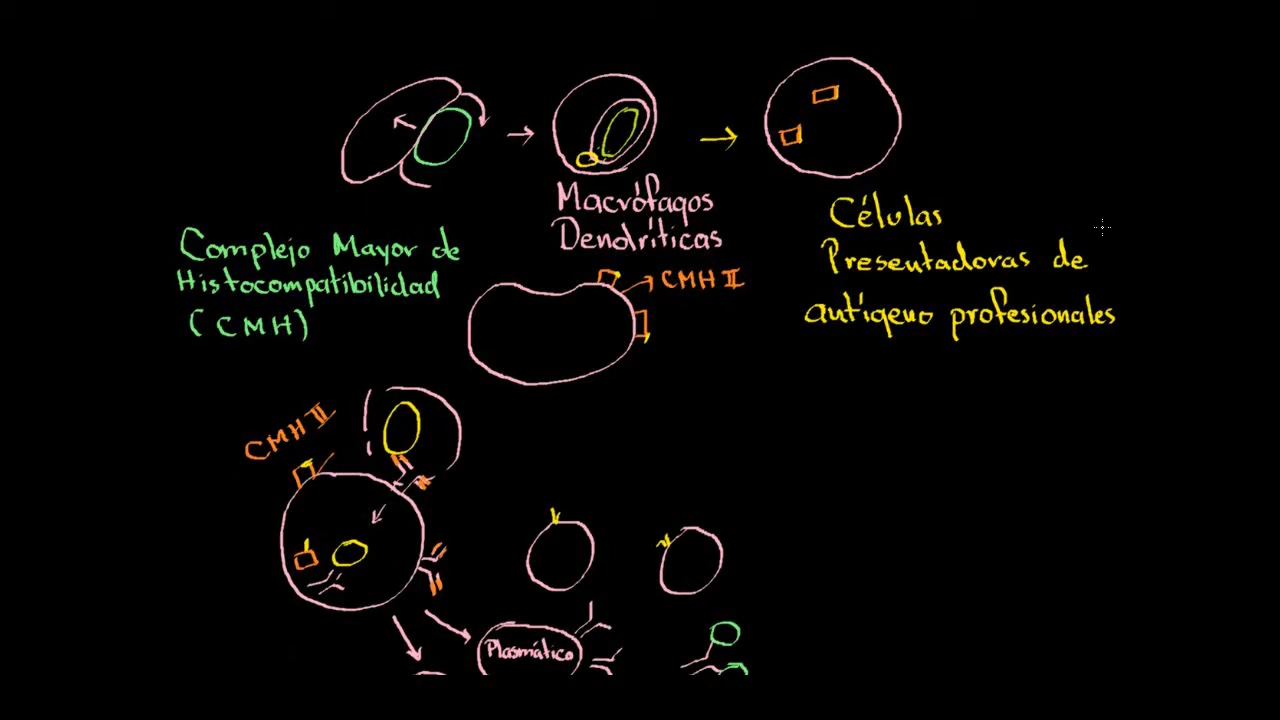 Macrófagos
Dendríticas
Células
Presentadoras de
antígeno profesionales
Complejo Mayor de
Histocompatibilidad
(CMH)
CMH II
CMH II
Plasmático